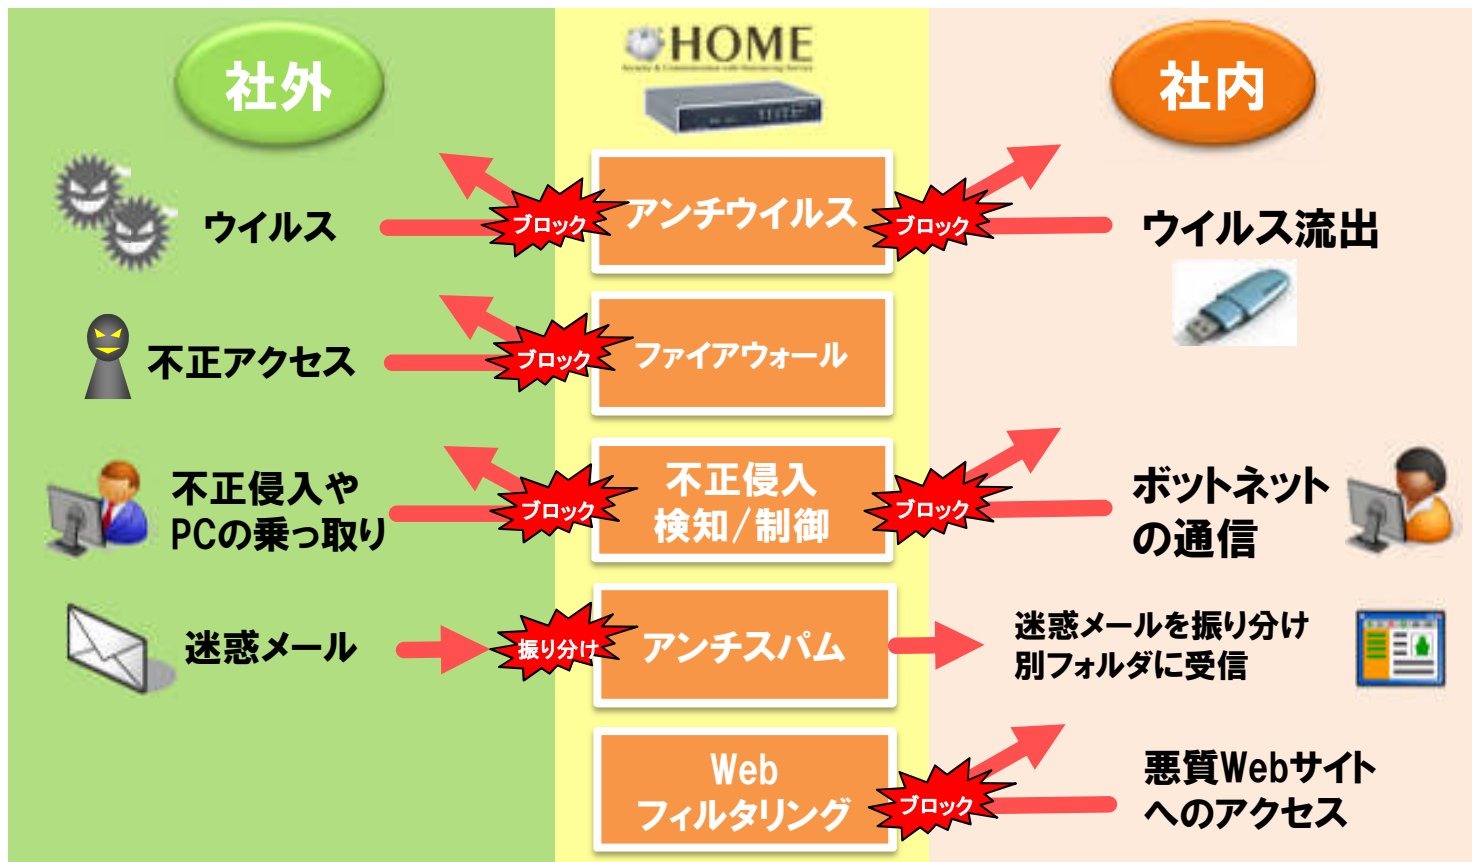 社外
HOME
Security & Communication with Outsourcing Service
社内
ウイルス
ブロック
アンチウイルス
ブロック
ウイルス流出
不正アクセス
ブロック
ファイアウォール
不正侵入や
PCの乗っ取り
ブロック
不正侵入
検知/制御
ブロック
ボットネット
の通信
迷惑メール
振り分け
アンチスパム
迷惑メールを振り分け
別フォルダに受信
Web
フィルタリング
ブロック
悪質Webサイト
へのアクセス